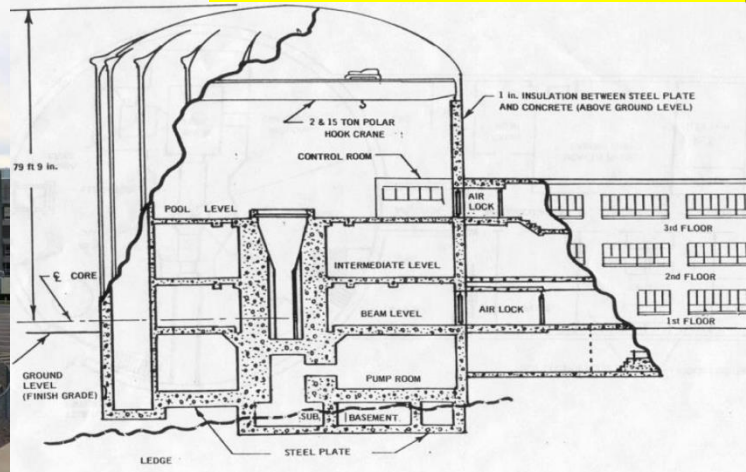 1 in. INSULATION BETWEEN STEEL PLATE
AND CONCRETE (ABOVE GROUND LEVEL)
2 & 15 TON POLAR
HOOK CRANE
CONTROL ROOM
79 ft 9 in.
POOL LEVEL
AIR
LOCK
3rd FLOOR
INTERMEDIATE LEVEL
2nd FLOOR
℄ CORE
BEAM LEVEL
AIR LOCK
1st FLOOR
GROUND
LEVEL
(FINISH GRADE)
PUMP ROOM
SUB. BASEMENT
STEEL PLATE
LEDGE